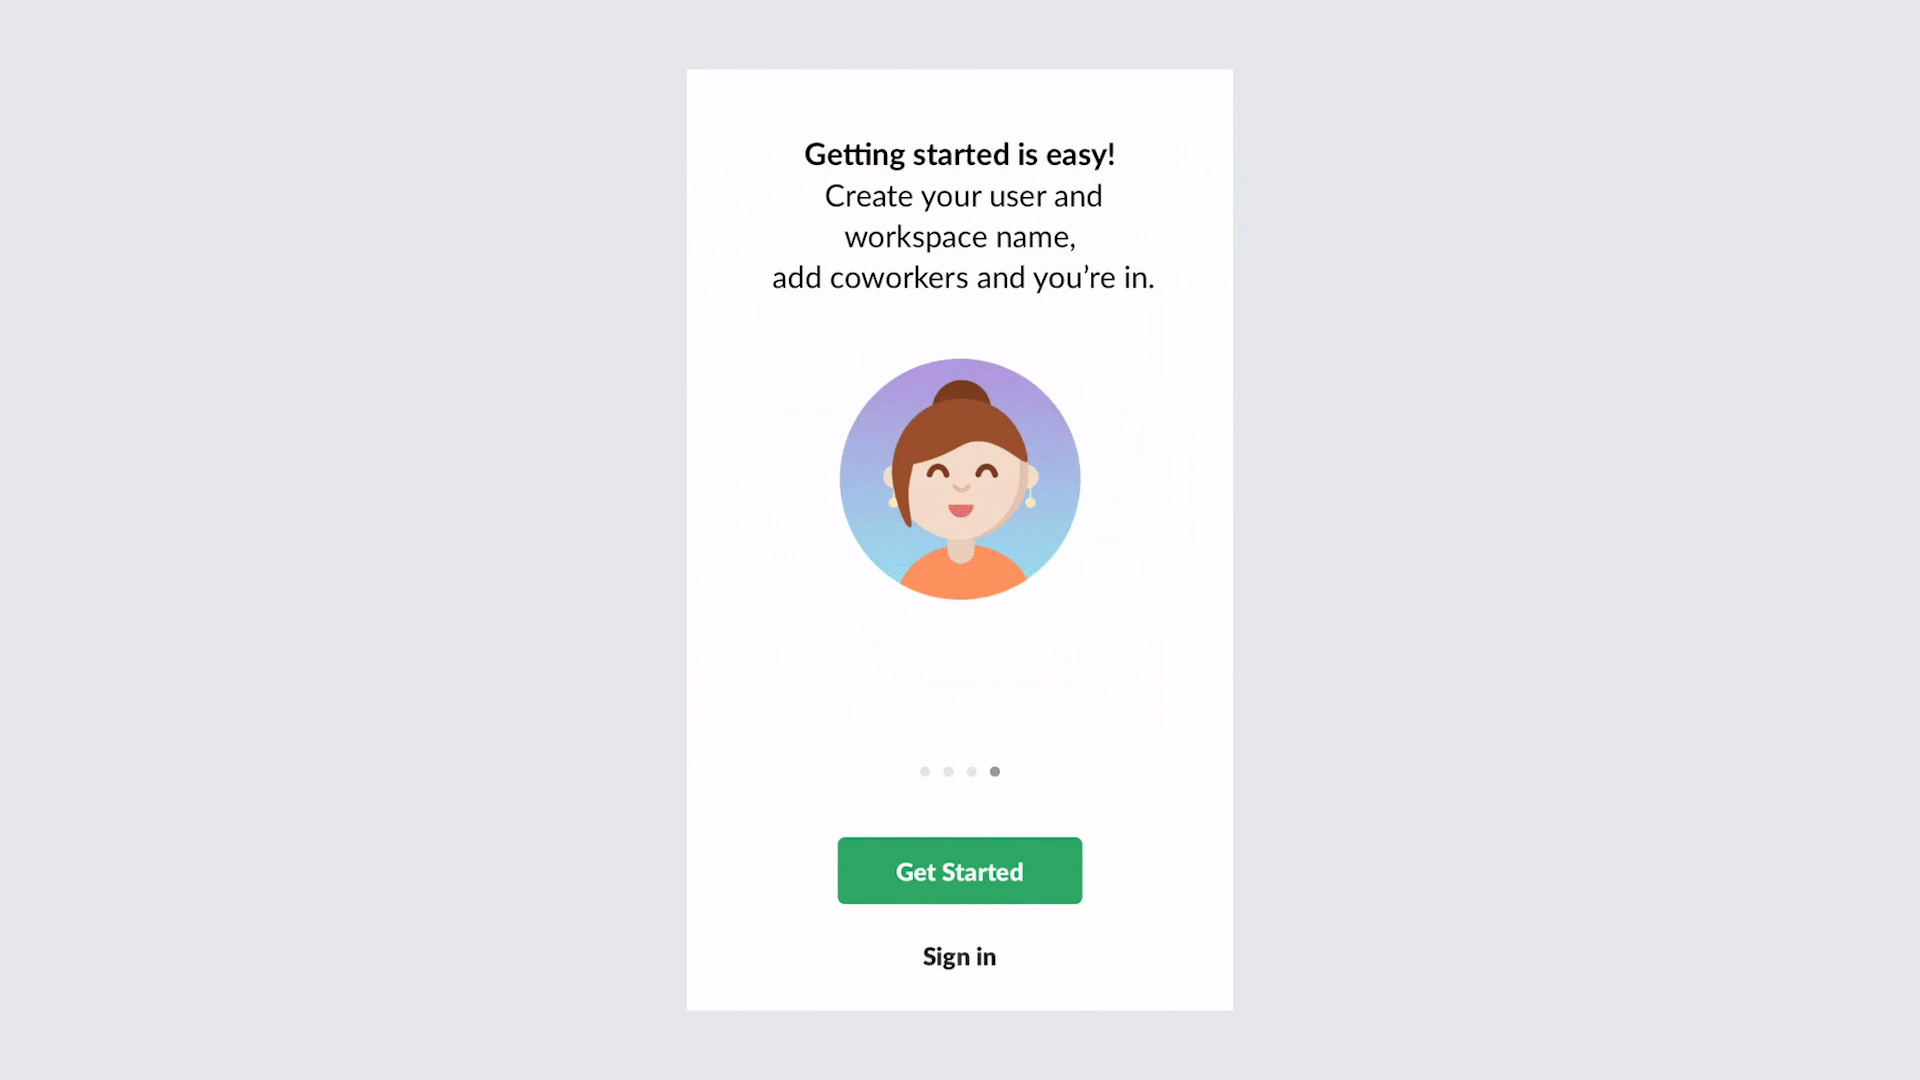 Getting started is easy!
Create your user and
workspace name,
add coworkers and you’re in.
Get Started
Sign in